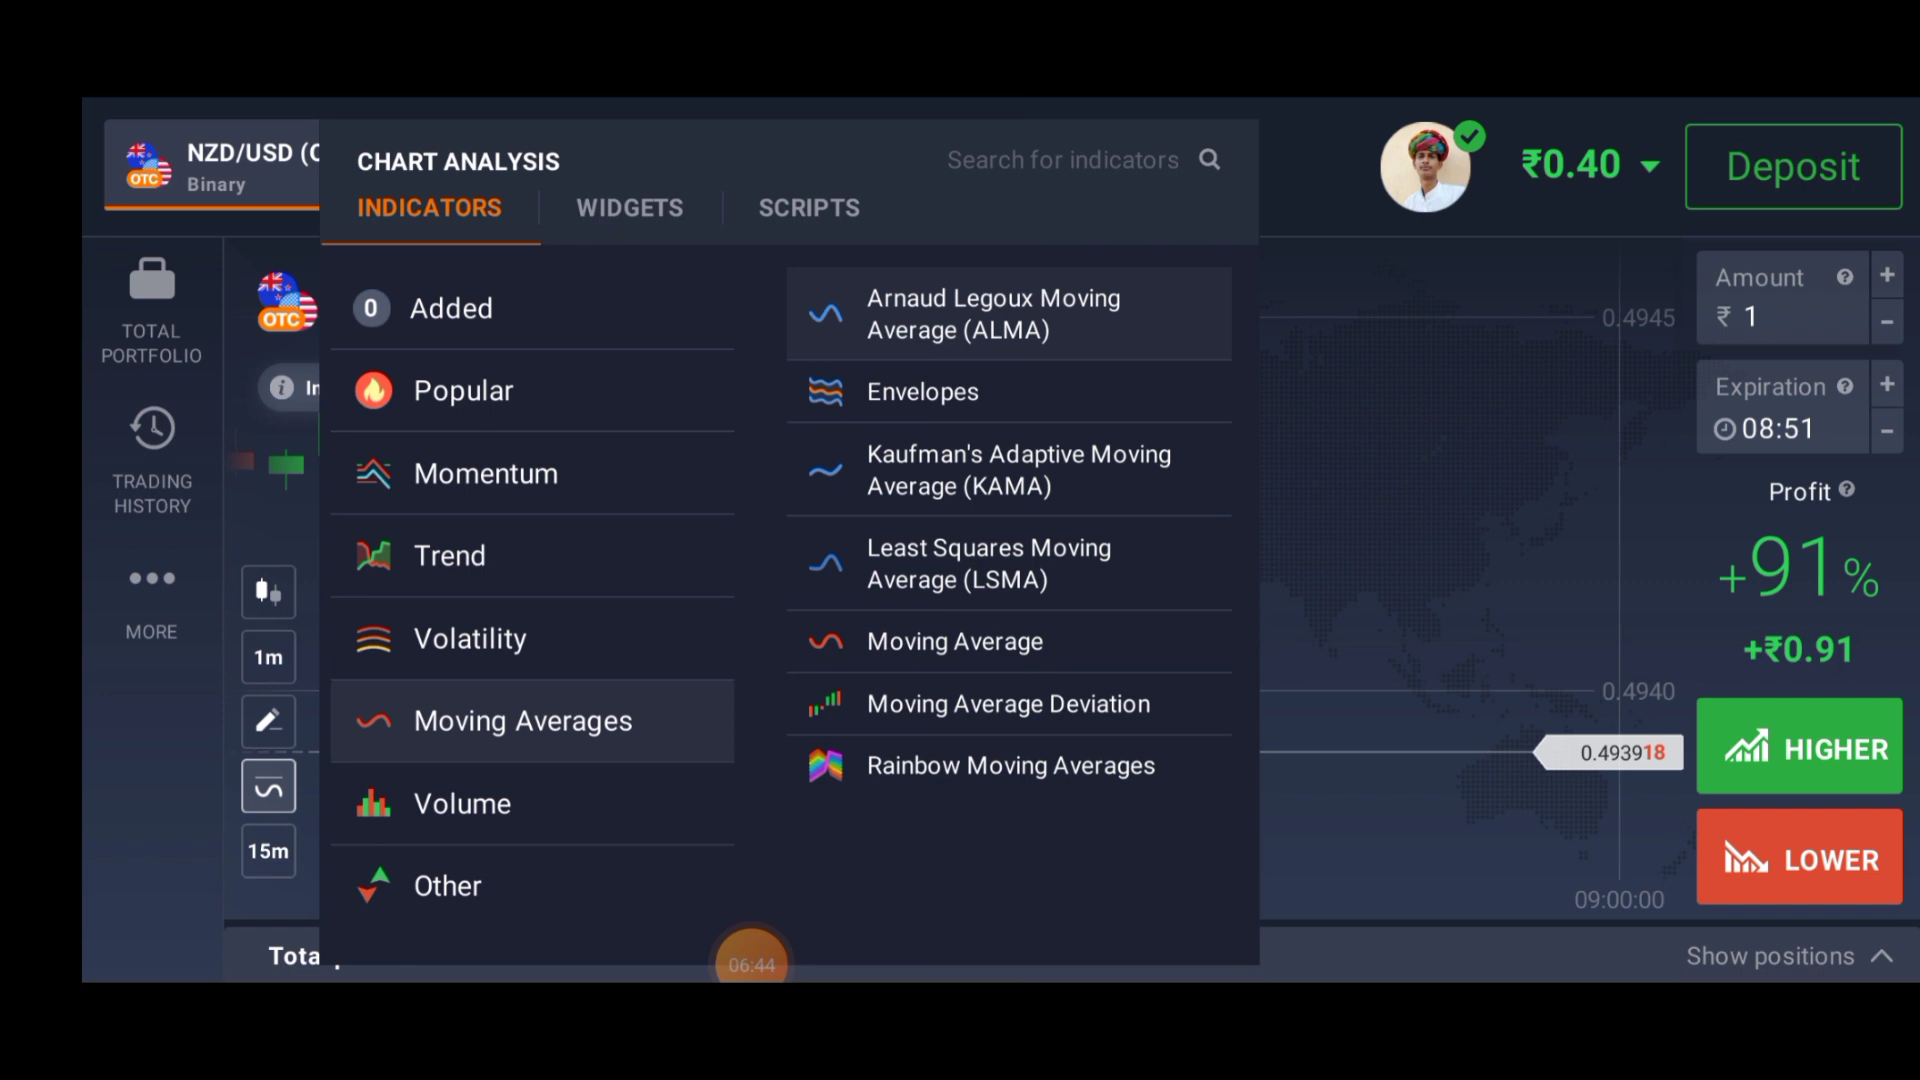 NZD/USD (
Binary
OTC
CHART ANALYSIS
Search for indicators
INDICATORS
WIDGETS
SCRIPTS
₹0.40
Deposit
TOTAL
PORTFOLIO
TRADING
HISTORY
MORE
OTC
1m
15m
0 Added
Popular
Momentum
Trend
Volatility
Moving Averages
Volume
Other
Arnaud Legoux Moving
Average (ALMA)
Envelopes
Kaufman's Adaptive Moving
Average (KAMA)
Least Squares Moving
Average (LSMA)
Moving Average
Moving Average Deviation
Rainbow Moving Averages
0.4945
0.4940
0.493918
09:00:00
Amount
₹ 1
+
-
Expiration
08:51
+
-
Profit
+91%
+₹0.91
HIGHER
LOWER
06:44
Show positions